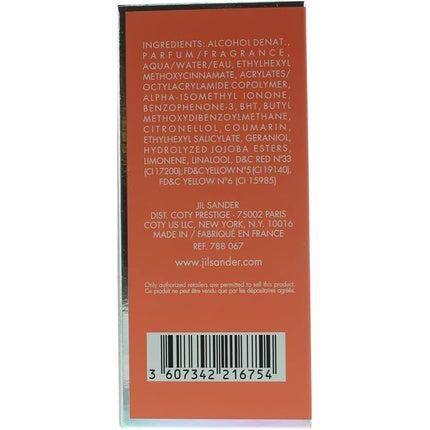 INGREDIENTS: ALCOHOL DENAT.,
PARFUM/FRAGRANCE,
AQUA/WATER/EAU, ETHYLHEXYL
METHOXYCINNAMATE, ACRYLATES/
OCTYLACRYLAMIDE COPOLYMER,
ALPHA-ISOMETHYL IONONE,
BENZOPHENONE-3, BHT, BUTYL
METHOXYDIBENZOYLMETHANE,
CITRONELLOL, COUMARIN,
ETHYLHEXYL SALICYLATE, GERANIOL,
HYDROLYZED JOJOBA ESTERS,
LIMONENE, LINALOOL, D&C RED N°33
(CI 17200), FD&C YELLOW N°5 (CI 19140),
FD&C YELLOW N°6 (CI 15985)
JIL SANDER
DIST. COTY PRESTIGE - 75002 PARIS
COTY US LLC, NEW YORK, N.Y. 10016
MADE IN / FABRIQUÉ EN FRANCE
REF. 788 067
www.jilsander.com
Only authorized retailers are permitted to sell this product.
Ce produit ne peut être vendu que par les dépositaires agréés.
3 607342 216754